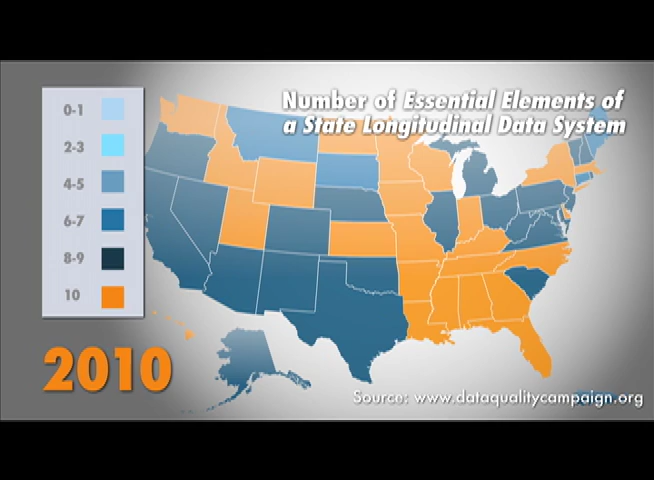 Number of Essential Elements of
a State Longitudinal Data System
0-1
2-3
4-5
6-7
8-9
10
2010
Source: www.dataqualitycampaign.org